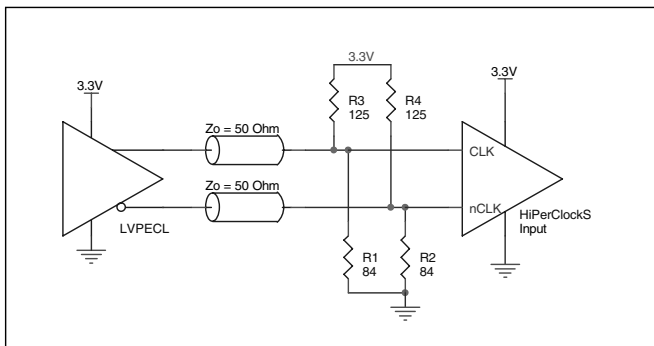 3.3V
3.3V
3.3V
R3
125
R4
125
Zo = 50 Ohm
CLK
Zo = 50 Ohm
nCLK
HiPerClockS
Input
LVPECL
R1
84
R2
84